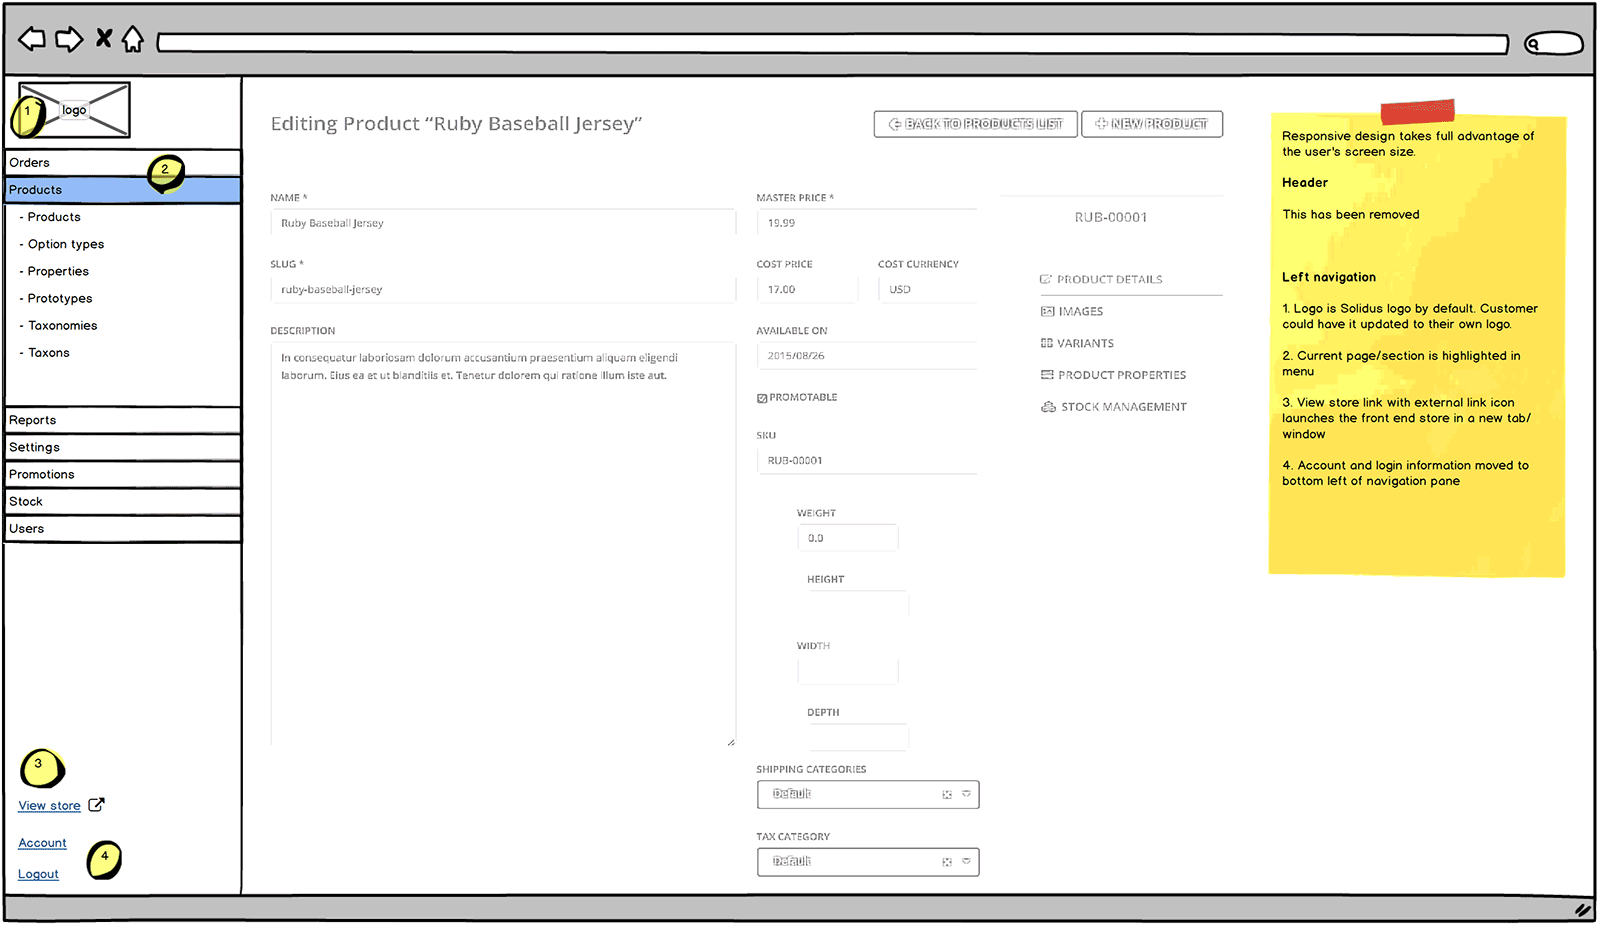 1
logo
Orders
2
Products
- Products
- Option types
- Properties
- Prototypes
- Taxonomies
- Taxons
Reports
Settings
Promotions
Stock
Users
3
View store
Account
4
Logout
Editing Product “Ruby Baseball Jersey”
BACK TO PRODUCTS LIST
NEW PRODUCT
NAME *
Ruby Baseball Jersey
SLUG *
ruby-baseball-jersey
DESCRIPTION
In consequatur laboriosam dolorum accusantium praesentium aliquam eligendi
laborum. Eius ea et ut blanditiis et. Tenetur dolorem qui ratione illum iste aut.
MASTER PRICE *
19.99
COST PRICE
COST CURRENCY
17.00
USD
AVAILABLE ON
2015/08/26
PROMOTABLE
SKU
RUB-00001
WEIGHT
0.0
HEIGHT
WIDTH
DEPTH
SHIPPING CATEGORIES
Default
TAX CATEGORY
Default
RUB-00001
PRODUCT DETAILS
IMAGES
VARIANTS
PRODUCT PROPERTIES
STOCK MANAGEMENT
Responsive design takes full advantage of
the user's screen size.
Header
This has been removed
Left navigation
1. Logo is Solidus logo by default. Customer
could have it updated to their own logo.
2. Current page/section is highlighted in
menu
3. View store link with external link icon
launches the front end store in a new tab/
window
4. Account and login information moved to
bottom left of navigation pane